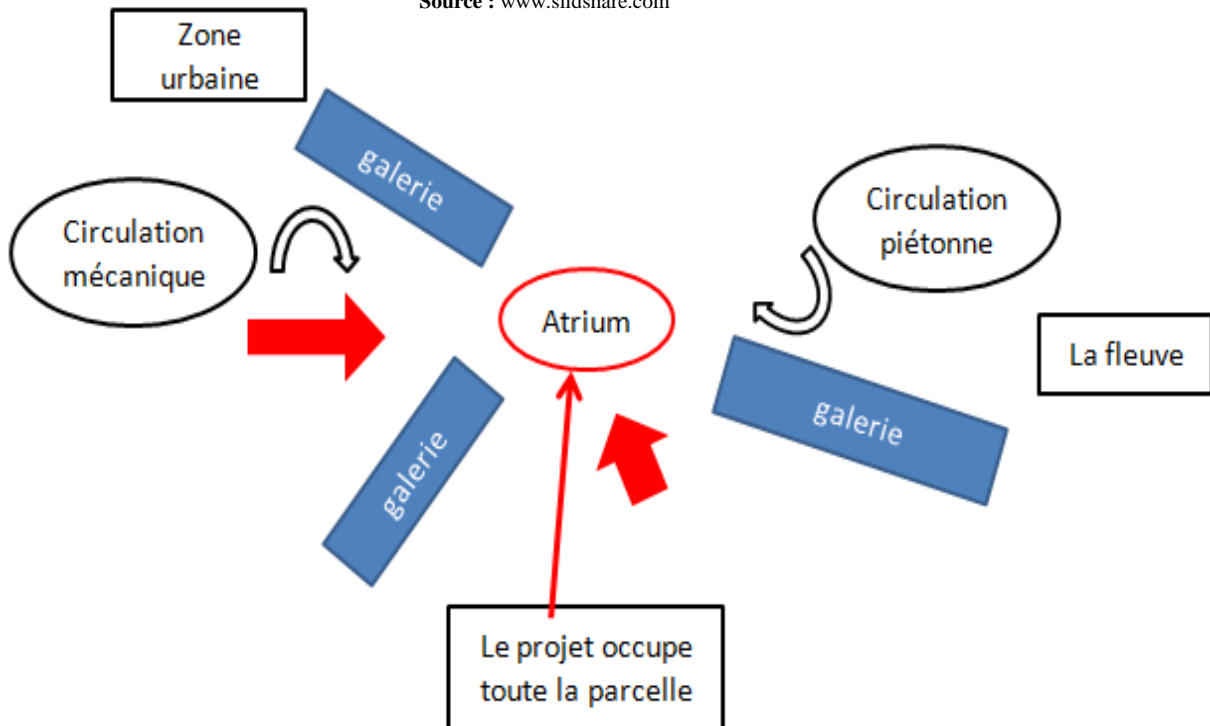 Source : www.slidshare.com
Zone
urbaine
galerie
Circulation
mécanique
Circulation
piétonne
Atrium
La fleuve
galerie
galerie
Le projet occupe
toute la parcelle